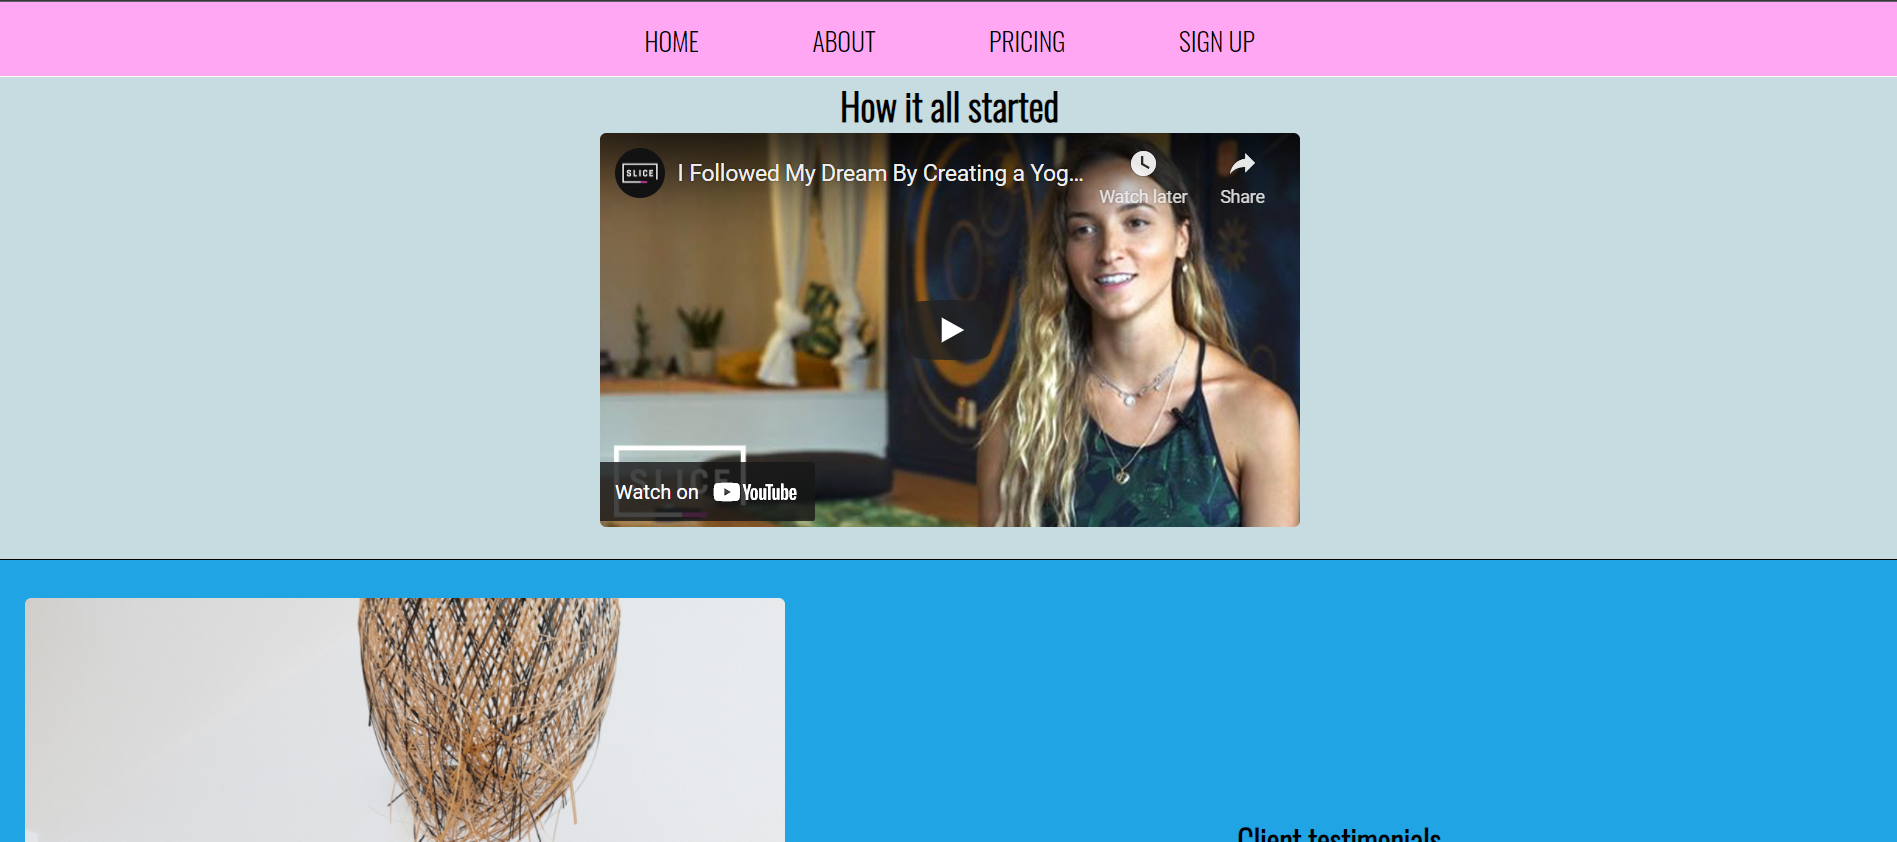 HOME ABOUT PRICING SIGN UP
How it all started
SLICE I Followed My Dream By Creating a Yog... Watch later Share
SLICE
Watch on YouTube
Client testimonials